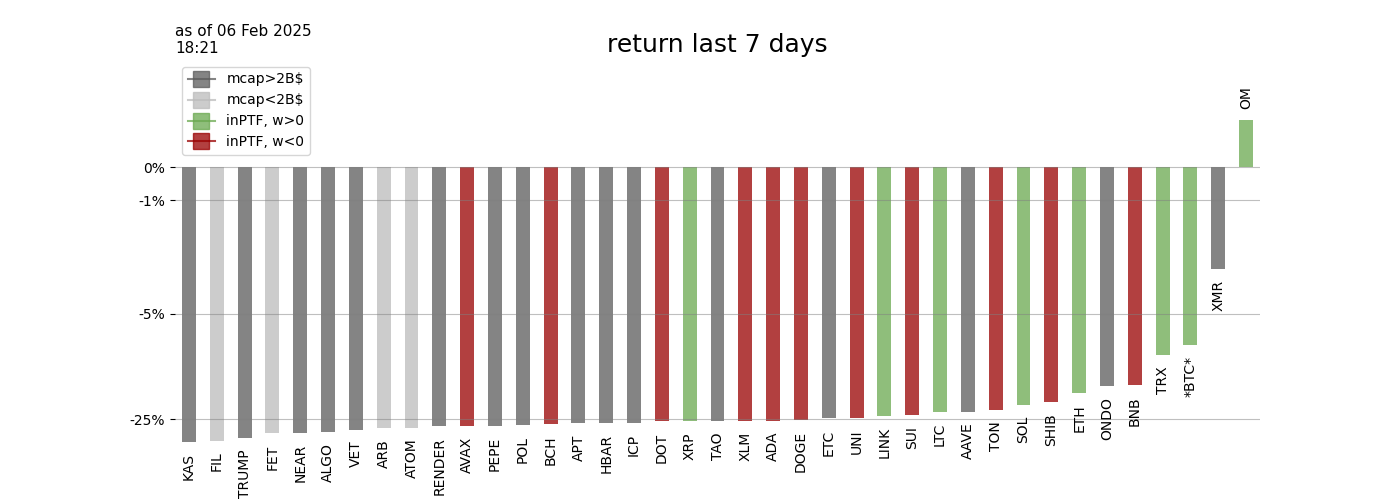 as of 06 Feb 2025
18:21
return last 7 days
mcap>2B$
mcap<2B$
inPTF, w>0
inPTF, w<0
0%
-1%
-5%
-25%
KAS
FIL
TRUMP
FET
NEAR
ALGO
VET
ARB
ATOM
RENDER
AVAX
PEPE
POL
BCH
APT
HBAR
ICP
DOT
XRP
TAO
XLM
ADA
DOGE
ETC
UNI
LINK
SUI
LTC
AAVE
TON
SOL
SHIB
ETH
ONDO
BNB
TRX
*BTC*
XMR
OM